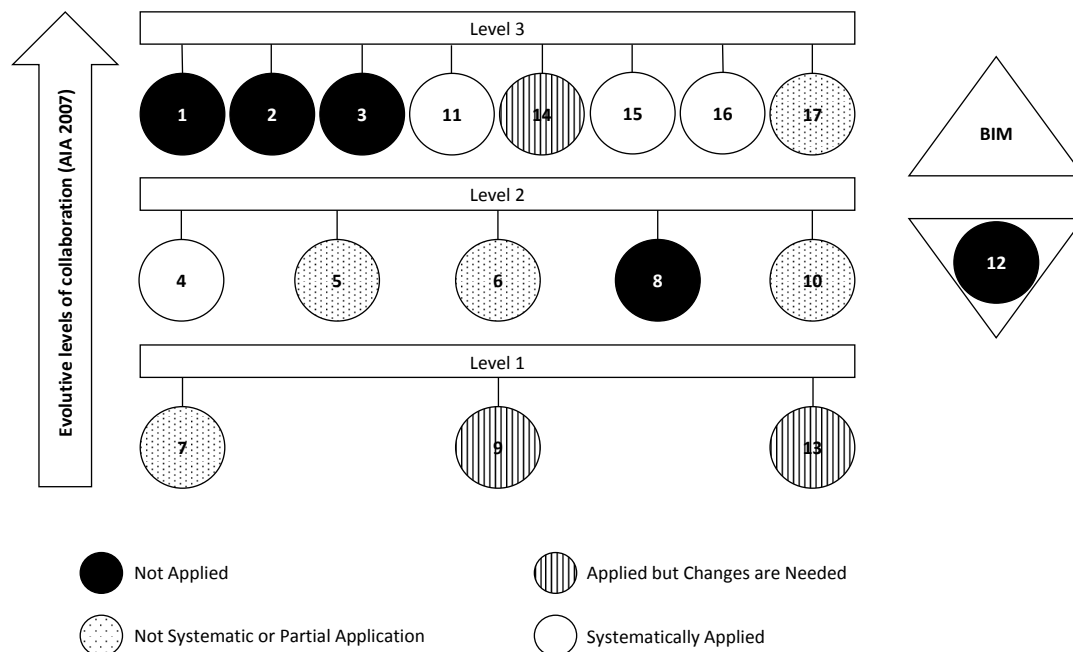 Evolutive levels of collaboration (AIA 2007)
Level 3
1 2 3 11 14 15 16 17
BIM
Level 2
4 5 6 8 10
12
Level 1
7 9 13
Not Applied
Applied but Changes are Needed
Not Systematic or Partial Application
Systematically Applied